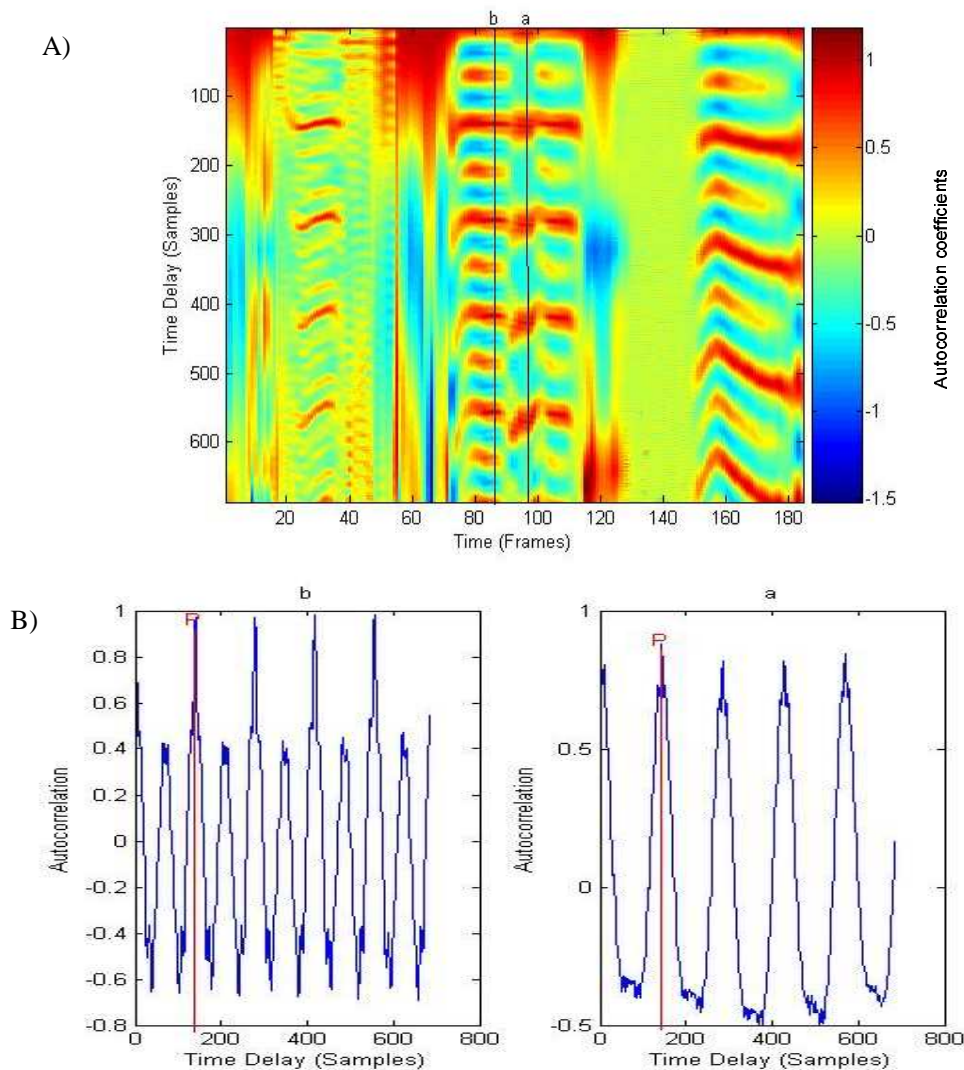 A)
b a
100
200
300
400
500
600
Time Delay (Samples)
20 40 60 80 100 120 140 160 180
Time (Frames)
1
0.5
0
-0.5
-1
-1.5
Autocorrelation coefficients
B)
b
P
1
0.8
0.6
0.4
0.2
0
-0.2
-0.4
-0.6
-0.8
Autocorrelation
0 200 400 600 800
Time Delay (Samples)
a
P
1
0.5
0
-0.5
Autocorrelation
0 200 400 600 800
Time Delay (Samples)